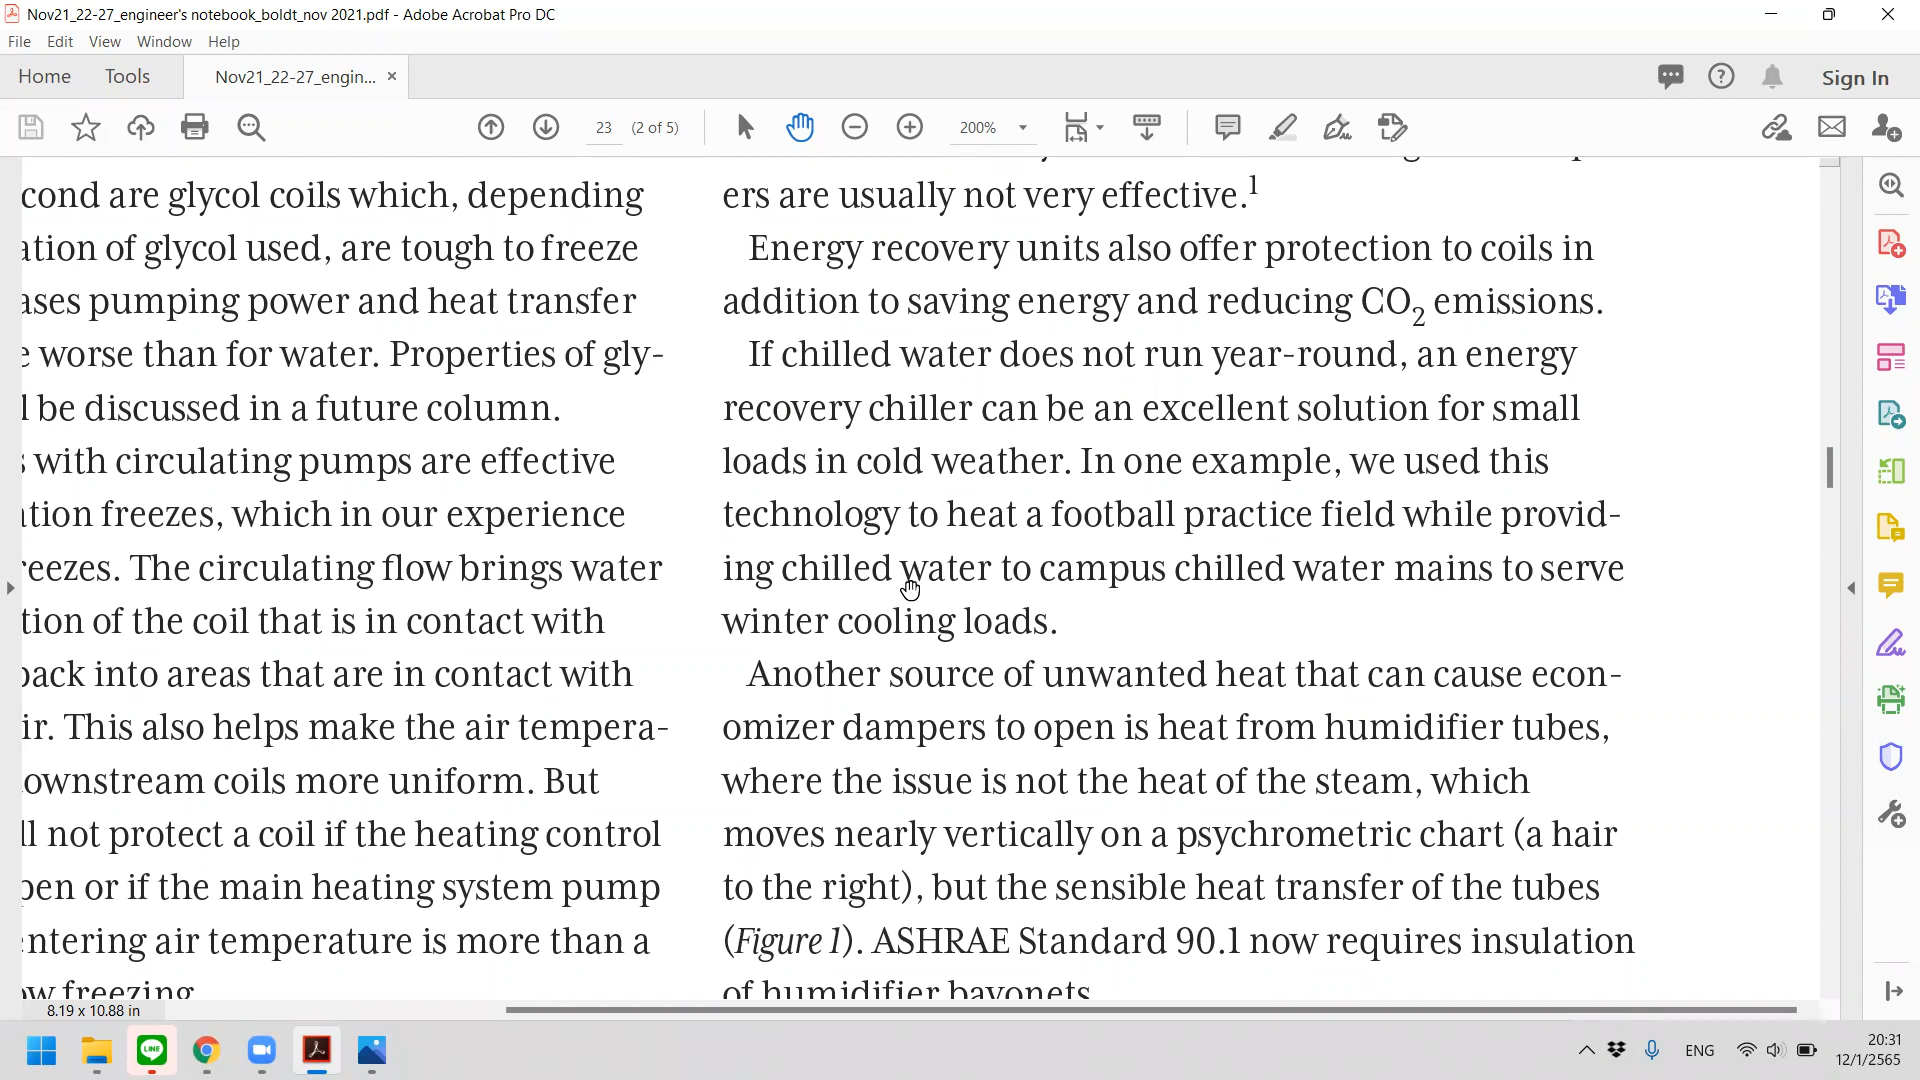 Nov21_22-27_engineer's notebook_boldt_nov 2021.pdf - Adobe Acrobat Pro DC
File Edit View Window Help
Home Tools Nov21_22-27_engin... ×
Sign In
23 (2 of 5) 200%
cond are glycol coils which, depending
ation of glycol used, are tough to freeze
ases pumping power and heat transfer
e worse than for water. Properties of gly-
l be discussed in a future column.
s with circulating pumps are effective
ation freezes, which in our experience
reezes. The circulating flow brings water
tion of the coil that is in contact with
back into areas that are in contact with
ir. This also helps make the air tempera-
ownstream coils more uniform. But
ll not protect a coil if the heating control
pen or if the main heating system pump
ntering air temperature is more than a
ow freezing
ers are usually not very effective.1
Energy recovery units also offer protection to coils in
addition to saving energy and reducing CO2 emissions.
If chilled water does not run year-round, an energy
recovery chiller can be an excellent solution for small
loads in cold weather. In one example, we used this
technology to heat a football practice field while provid-
ing chilled water to campus chilled water mains to serve
winter cooling loads.
Another source of unwanted heat that can cause econ-
omizer dampers to open is heat from humidifier tubes,
where the issue is not the heat of the steam, which
moves nearly vertically on a psychrometric chart (a hair
to the right), but the sensible heat transfer of the tubes
(Figure 1). ASHRAE Standard 90.1 now requires insulation
of humidifier bayonets
8.19 x 10.88 in
LINE
ENG
20:31
12/1/2565